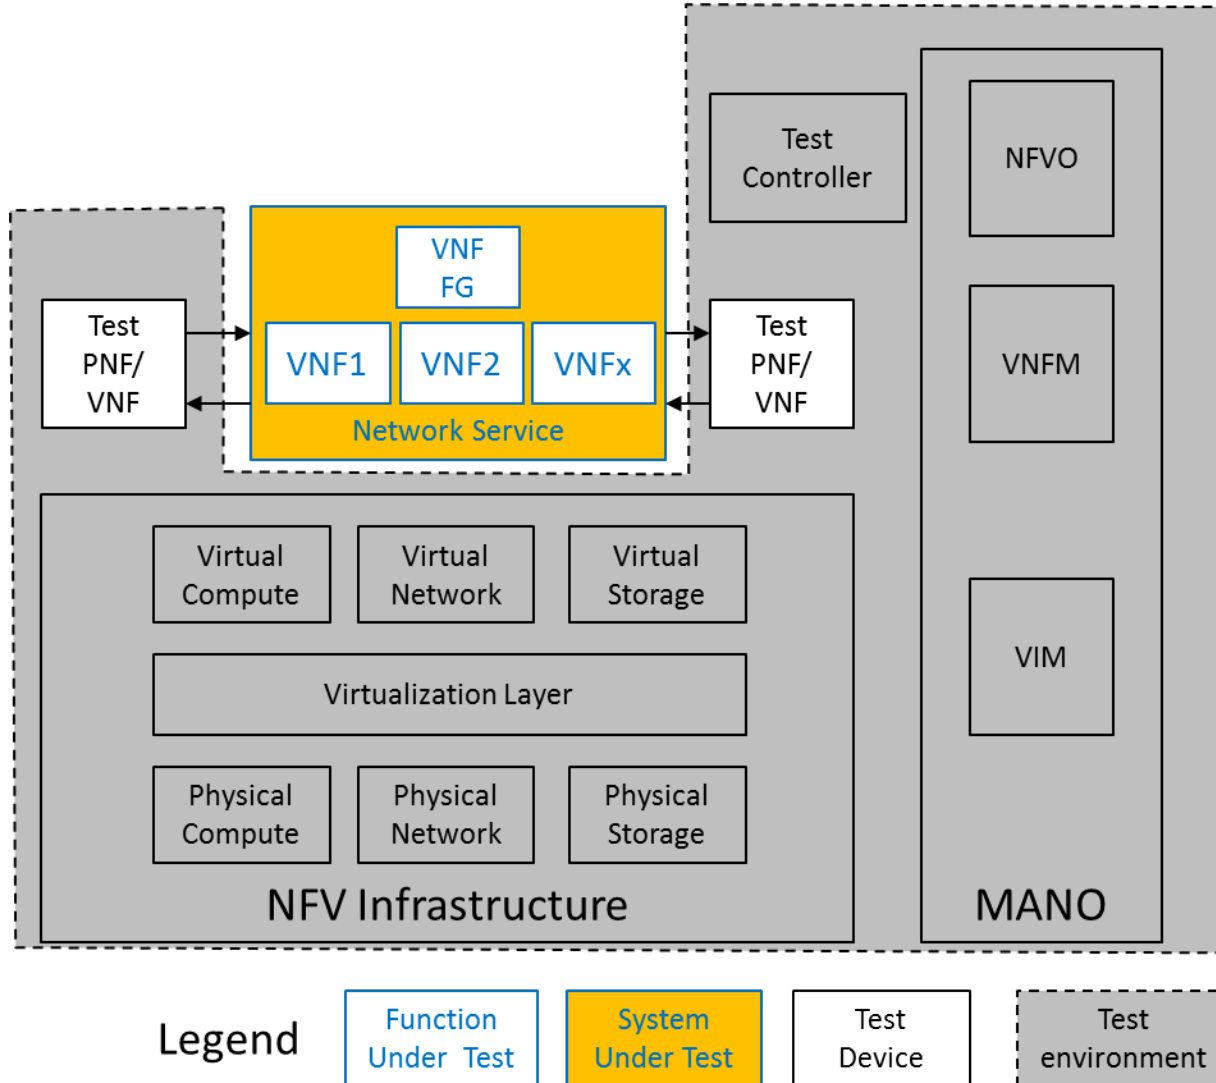 Test
Controller
NFVO
VNF
FG
Test
PNF/
VNF
VNF1
VNF2
VNFx
Network Service
Test
PNF/
VNF
VNFM
Virtual
Compute
Virtual
Network
Virtual
Storage
VIM
Virtualization Layer
Physical
Compute
Physical
Network
Physical
Storage
NFV Infrastructure
MANO
Legend
Function
Under Test
System
Under Test
Test
Device
Test
environment